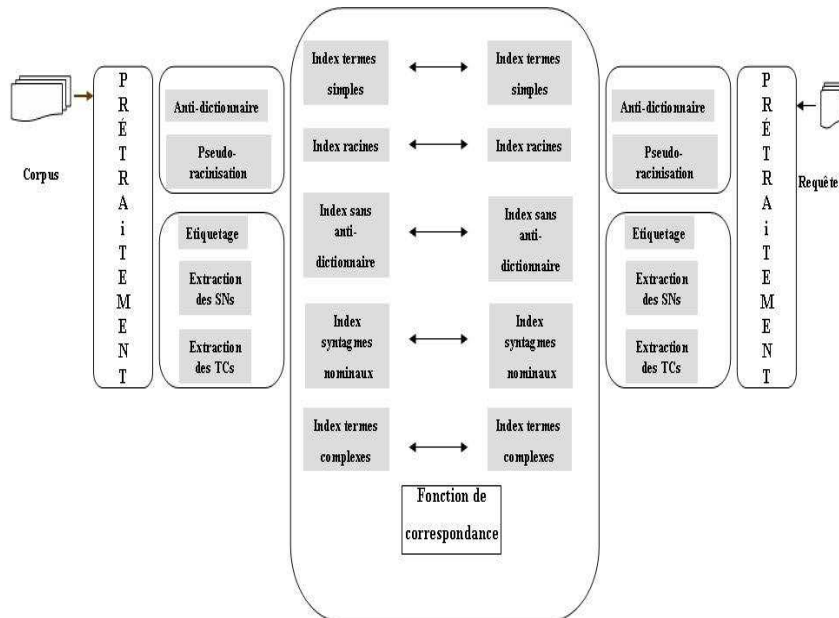 Corpus
P
R
É
T
R
A
i
T
E
M
E
N
T
Anti-dictionnaire
Pseudo-
racinisation
Etiquetage
Extraction
des SNs
Extraction
des TCs
Index termes
simples
Index racines
Index sans
anti-
dictionnaire
Index
syntagmes
nominaux
Index termes
complexes
Index termes
simples
Index racines
Index sans
anti-
dictionnaire
Index
syntagmes
nominaux
Index termes
complexes
Fonction de
correspondance
Anti-dictionnaire
Pseudo-
racinisation
Etiquetage
Extraction
des SNs
Extraction
des TCs
P
R
É
T
R
A
i
T
E
M
E
N
T
Requête